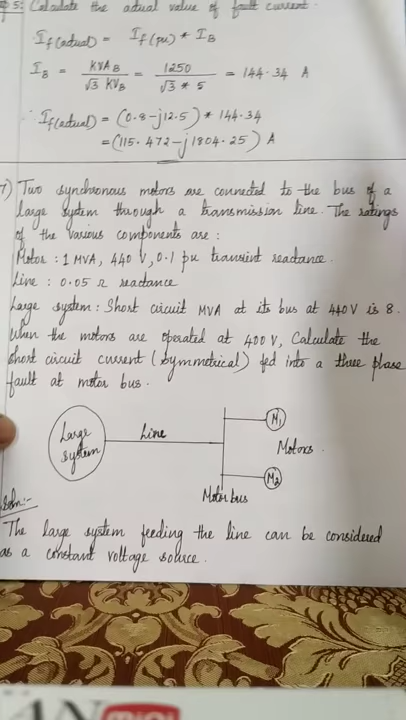 5: Calculate the actual value of fault current.
If(actual) = If(pu) * IB
IB = KVAB / √3 KVB = 1250 / √3 * 5 = 144.34 A
∴ If(actual) = (0.8-j12.5) * 144.34
= (115.472-j1804.25) A
7) Two synchronous motors are connected to the bus of a
large system through a transmission line. The ratings
of the various components are:
Motor: 1 MVA, 440 V, 0.1 pu transient reactance.
Line: 0.05 Ω reactance
Large system: Short circuit MVA at its bus at 440 V is 8.
When the motors are operated at 400 V, Calculate the
short circuit current (symmetrical) fed into a three phase
fault at motor bus.
Large
system
Line
M1
Motors.
M2
Motor bus
Soln:-
The large system feeding the line can be considered
as a constant voltage source.